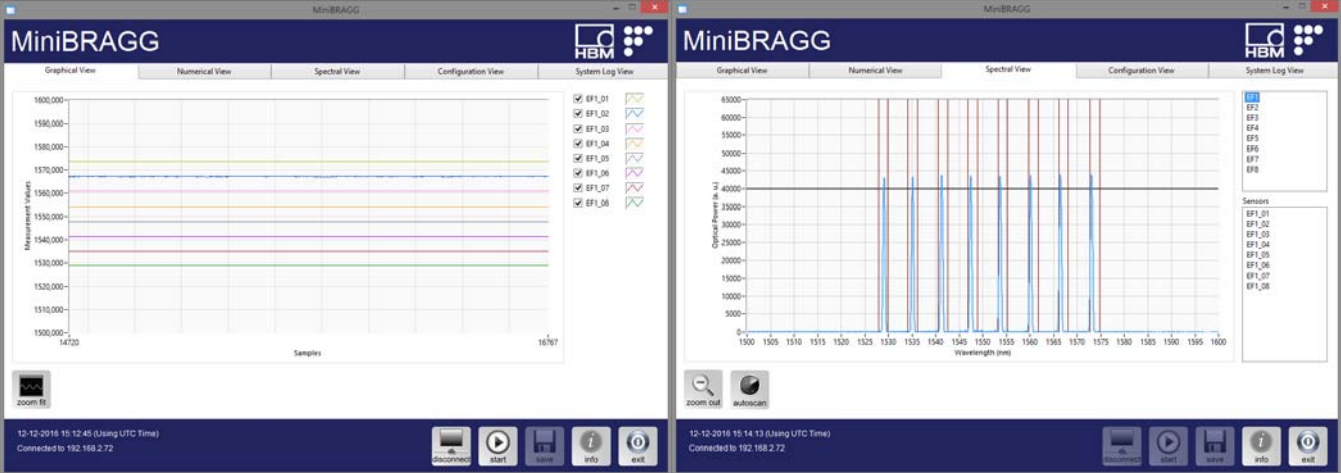 MiniBRAGG
MiniBRAGG
HBM
Graphical View
Numerical View
Spectral View
Configuration View
System Log View
1600,000
1590,000
1580,000
1570,000
1560,000
1550,000
1540,000
1530,000
1520,000
1510,000
1500,000
Measurement Values
14720
16767
Samples
EF1_01
EF1_02
EF1_03
EF1_04
EF1_05
EF1_06
EF1_07
EF1_08
zoom fit
12-12-2016 15:12:45 (Using UTC Time)
Connected to 192.168.2.72
disconnect
start
save
info
exit
MiniBRAGG
MiniBRAGG
HBM
Graphical View
Numerical View
Spectral View
Configuration View
System Log View
65000
60000
55000
50000
45000
40000
35000
30000
25000
20000
15000
10000
5000
0
Optical Power (a. u.)
1500 1505 1510 1515 1520 1525 1530 1535 1540 1545 1550 1555 1560 1565 1570 1575 1580 1585 1590 1595 1600
Wavelength (nm)
EF1
EF2
EF3
EF4
EF5
EF6
EF7
EF8
Sensors
EF1_01
EF1_02
EF1_03
EF1_04
EF1_05
EF1_06
EF1_07
EF1_08
zoom out
autoscan
12-12-2016 15:14:13 (Using UTC Time)
Connected to 192.168.2.72
disconnect
start
save
info
exit